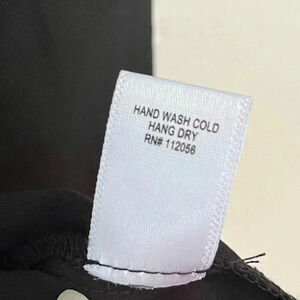 HAND WASH COLD
HANG DRY
RN# 112056